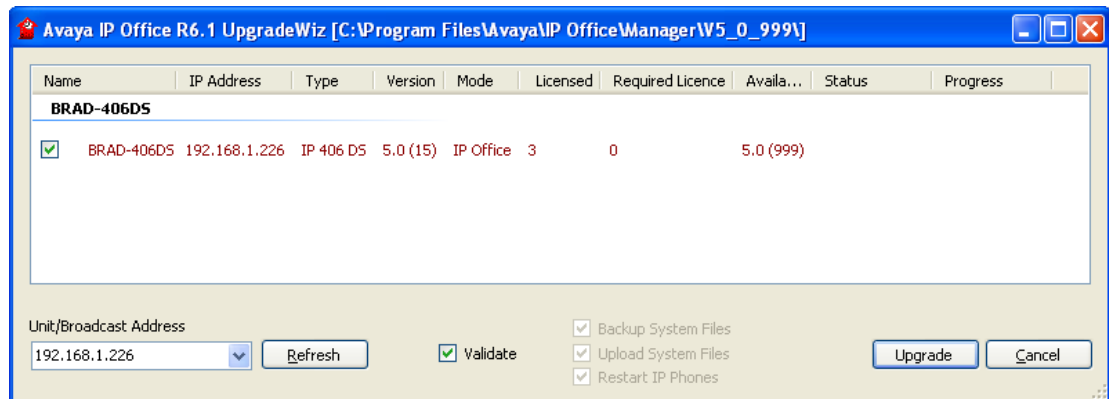 Avaya IP Office R6.1 UpgradeWiz [C:\Program Files\Avaya\IP Office\Manager\V5_0_999\]
Name IP Address Type Version Mode Licensed Required Licence Availa... Status Progress
BRAD-406DS
BRAD-406DS 192.168.1.226 IP 406 DS 5.0 (15) IP Office 3 0 5.0 (999)
Unit/Broadcast Address
192.168.1.226 Refresh Validate
Backup System Files
Upload System Files
Restart IP Phones
Upgrade Cancel